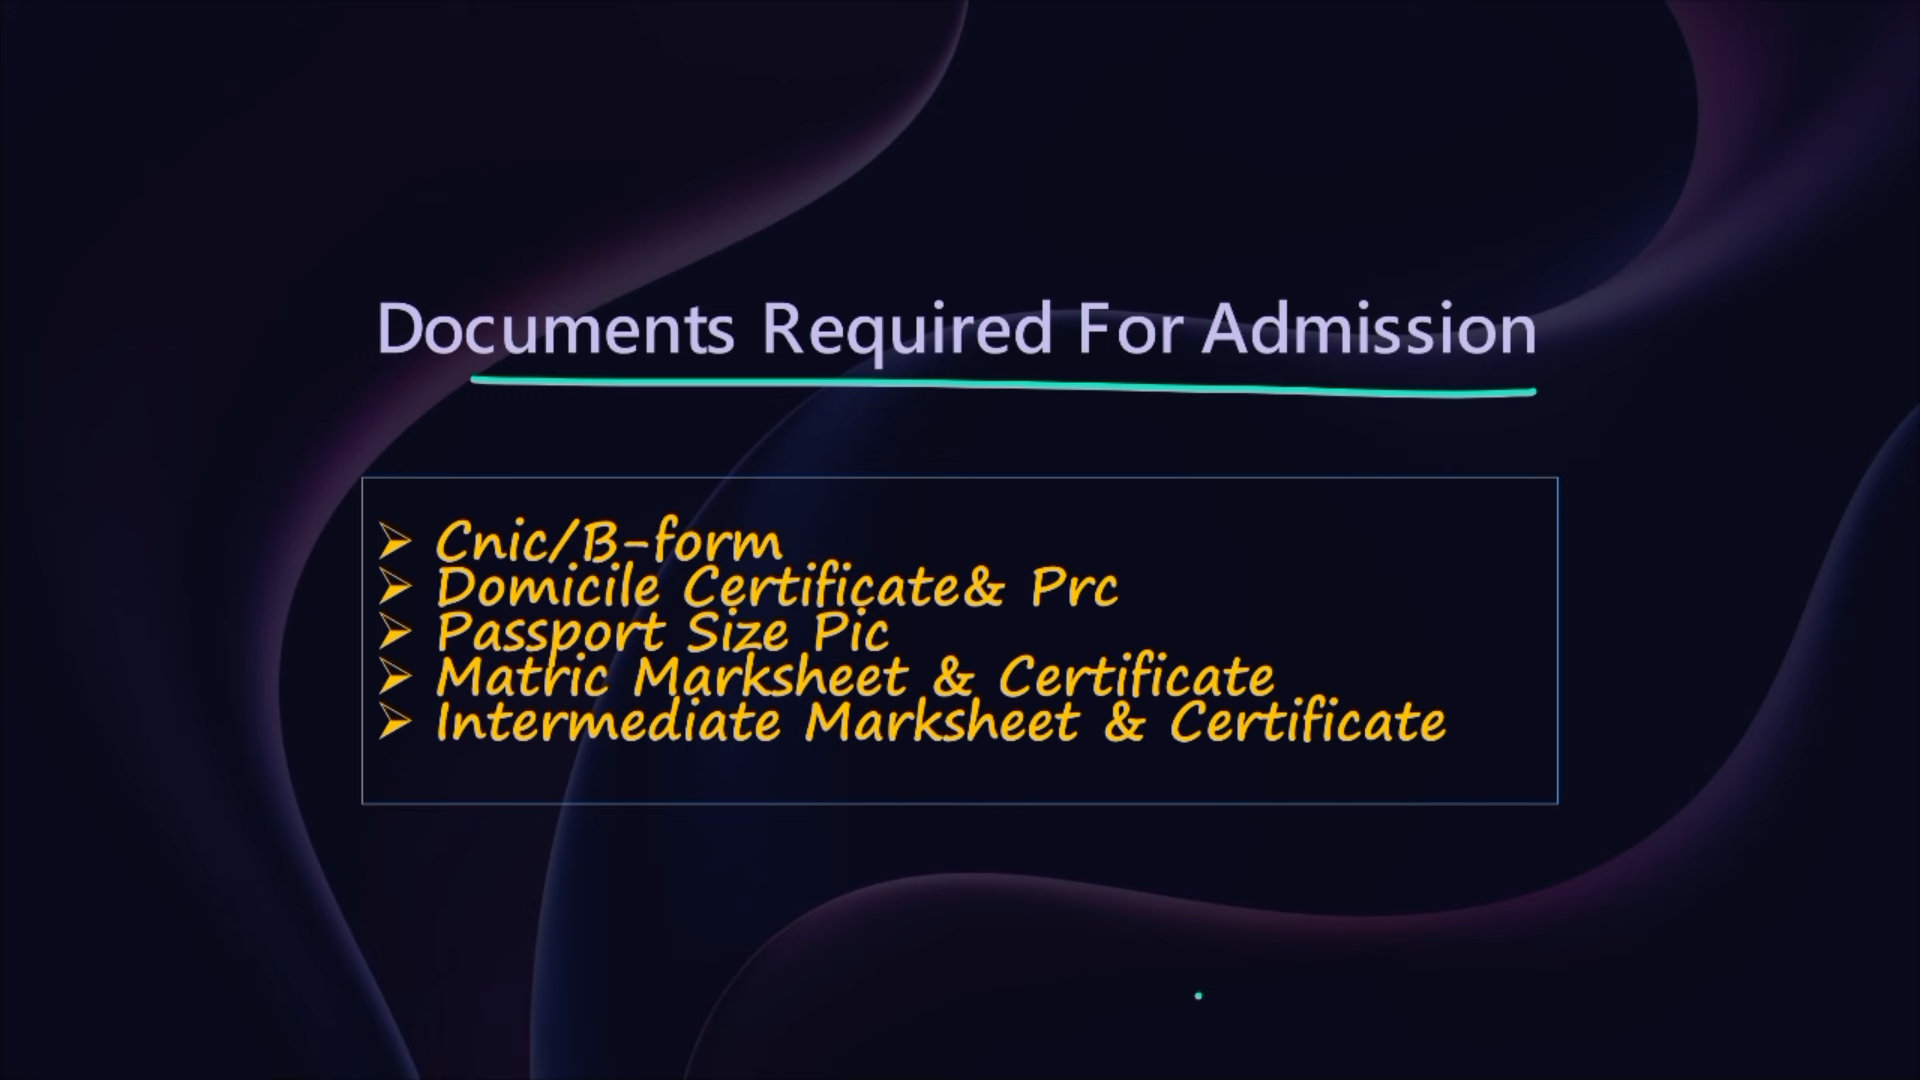 Documents Required For Admission
➢ Cnic/B-form
➢ Domicile Certificate& Prc
➢ Passport Size Pic
➢ Matric Marksheet & Certificate
➢ Intermediate Marksheet & Certificate